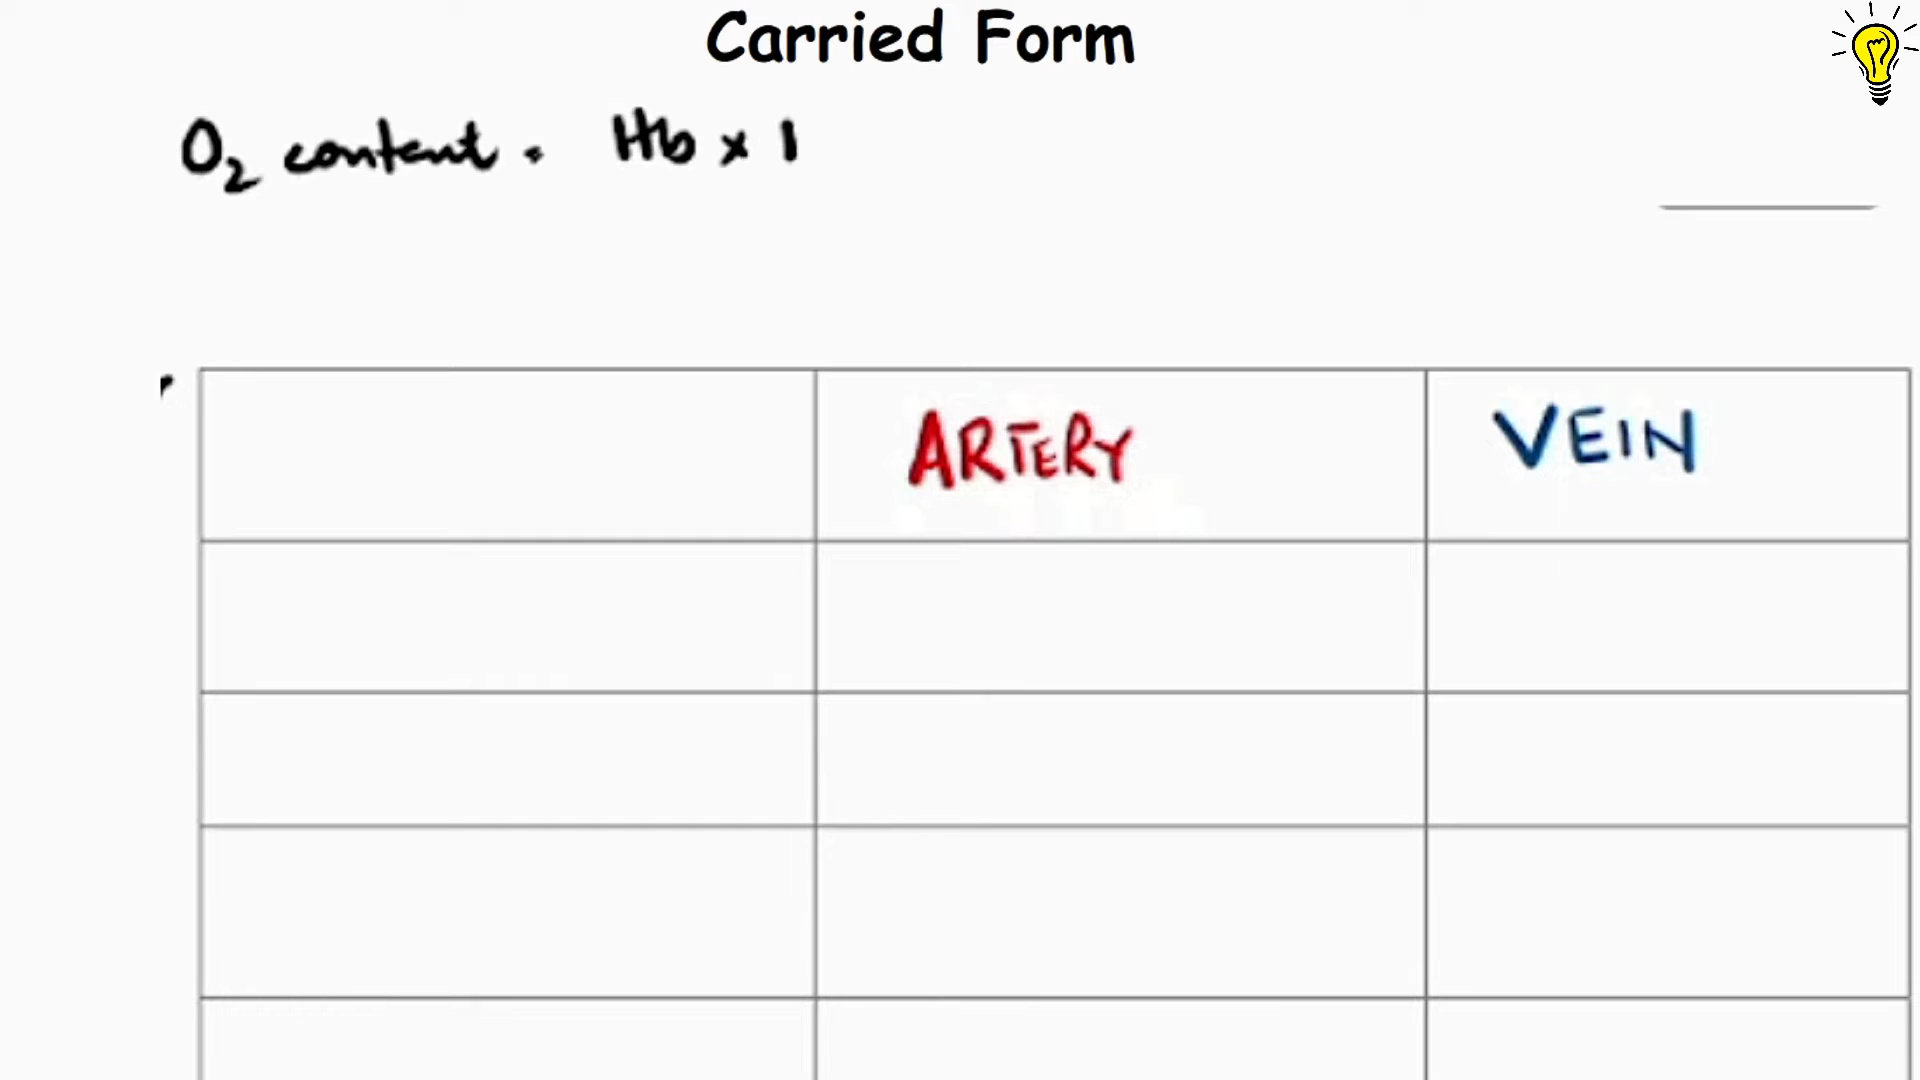 Carried Form
O₂ content = Hb x 1
ARTERY
VEIN